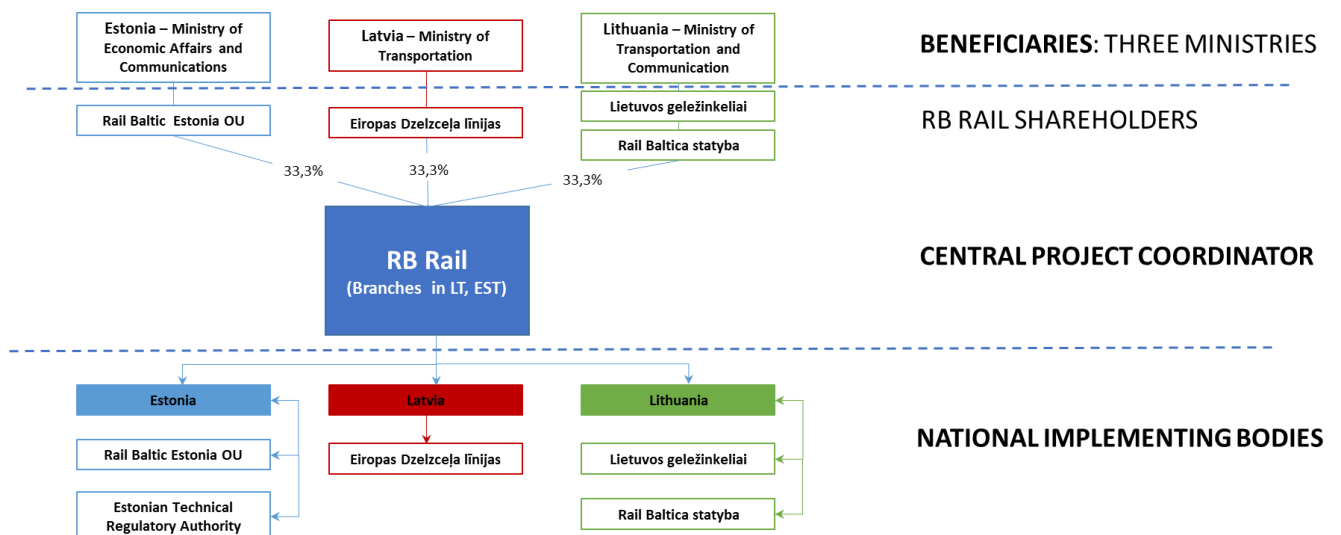 Estonia – Ministry of
Economic Affairs and
Communications
Latvia – Ministry of
Transportation
Lithuania – Ministry of
Transportation and
Communication
BENEFICIARIES: THREE MINISTRIES
Rail Baltic Estonia OU
Eiropas Dzelzceļa līnijas
Lietuvos geležinkeliai
Rail Baltica statyba
RB RAIL SHAREHOLDERS
33,3%
33,3%
33,3%
RB Rail
(Branches in LT, EST)
CENTRAL PROJECT COORDINATOR
Estonia
Latvia
Lithuania
Rail Baltic Estonia OU
Eiropas Dzelzceļa līnijas
Lietuvos geležinkeliai
NATIONAL IMPLEMENTING BODIES
Estonian Technical
Regulatory Authority
Rail Baltica statyba